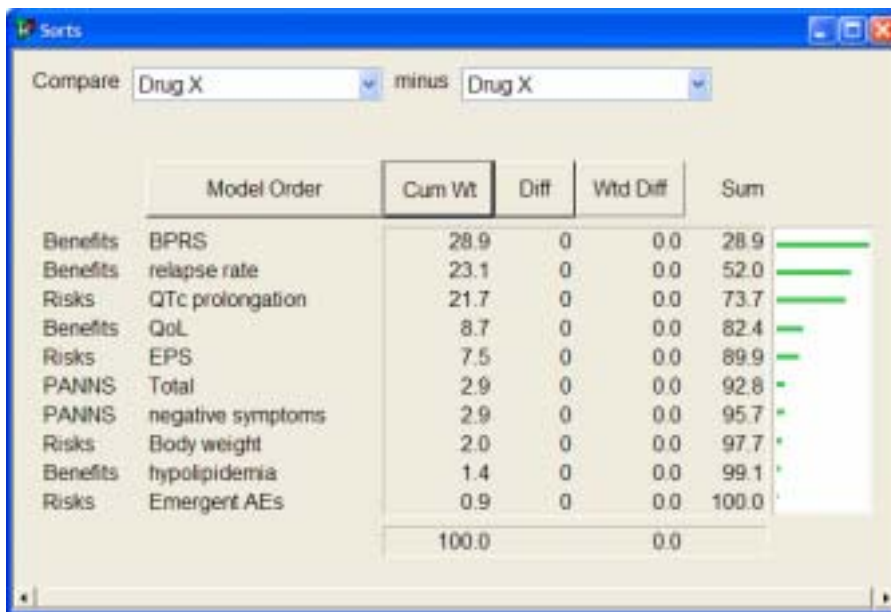 Sorts
Compare Drug X minus Drug X
Model Order Cum Wt Diff Wtd Diff Sum
Benefits BPRS 28.9 0 0.0 28.9
Benefits relapse rate 23.1 0 0.0 52.0
Risks QTc prolongation 21.7 0 0.0 73.7
Benefits QoL 8.7 0 0.0 82.4
Risks EPS 7.5 0 0.0 89.9
PANNS Total 2.9 0 0.0 92.8
PANNS negative symptoms 2.9 0 0.0 95.7
Risks Body weight 2.0 0 0.0 97.7
Benefits hypolipidemia 1.4 0 0.0 99.1
Risks Emergent AEs 0.9 0 0.0 100.0
100.0 0.0